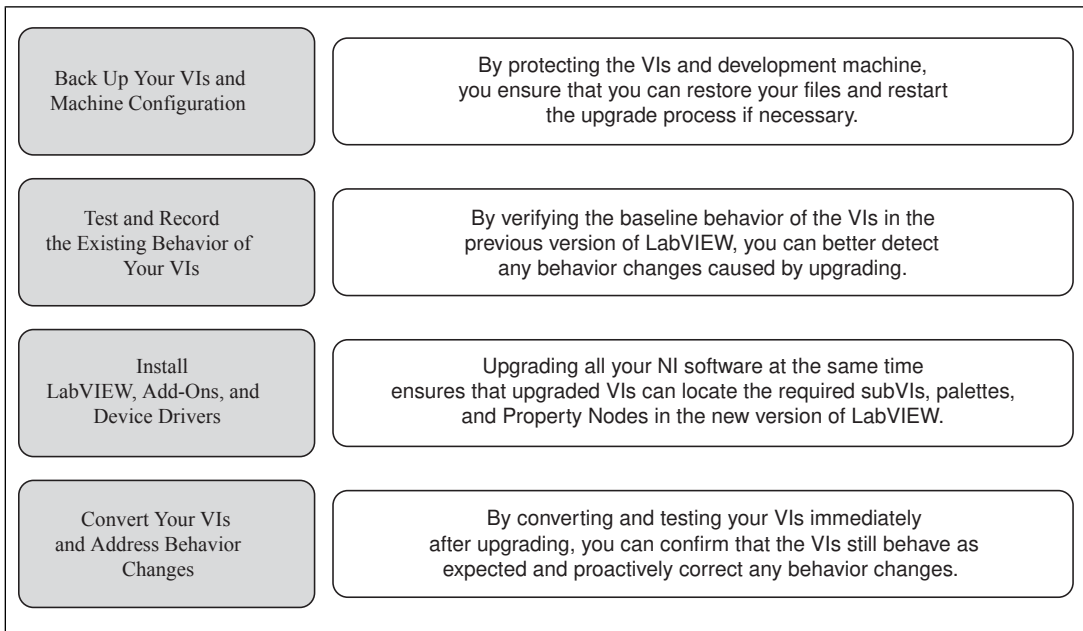 Back Up Your VIs and
Machine Configuration
By protecting the VIs and development machine,
you ensure that you can restore your files and restart
the upgrade process if necessary.
Test and Record
the Existing Behavior of
Your VIs
By verifying the baseline behavior of the VIs in the
previous version of LabVIEW, you can better detect
any behavior changes caused by upgrading.
Install
LabVIEW, Add-Ons, and
Device Drivers
Upgrading all your NI software at the same time
ensures that upgraded VIs can locate the required subVIs, palettes,
and Property Nodes in the new version of LabVIEW.
Convert Your VIs
and Address Behavior
Changes
By converting and testing your VIs immediately
after upgrading, you can confirm that the VIs still behave as
expected and proactively correct any behavior changes.